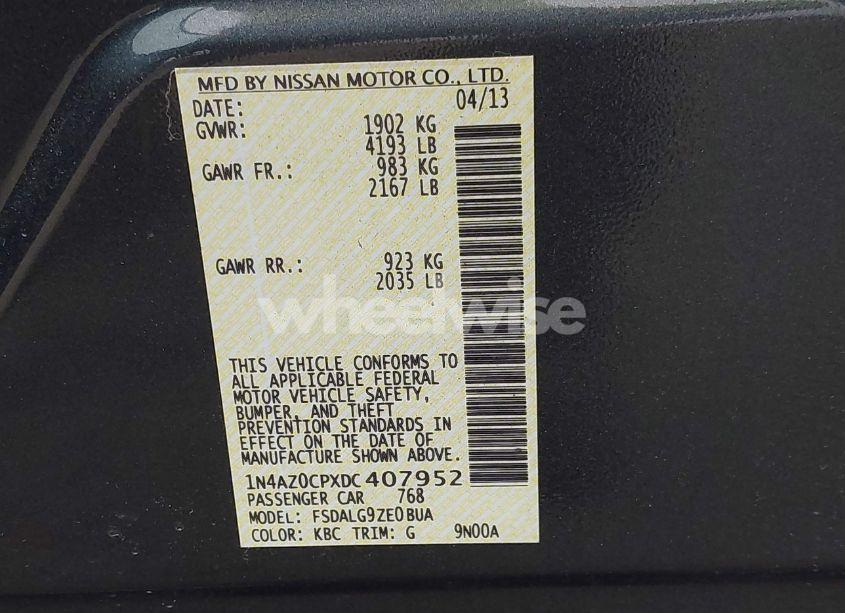 MFD BY NISSAN MOTOR CO., LTD.
DATE: 04/13
GVWR: 1902 KG
4193 LB
GAWR FR.: 983 KG
2167 LB
GAWR RR.: 923 KG
2035 LB
wheelwise
THIS VEHICLE CONFORMS TO
ALL APPLICABLE FEDERAL
MOTOR VEHICLE SAFETY,
BUMPER, AND THEFT
PREVENTION STANDARDS IN
EFFECT ON THE DATE OF
MANUFACTURE SHOWN ABOVE.
1N4AZ0CPXDC407952
PASSENGER CAR 768
MODEL: FSDALG9ZE0BUA
COLOR: KBC TRIM: G 9N00A